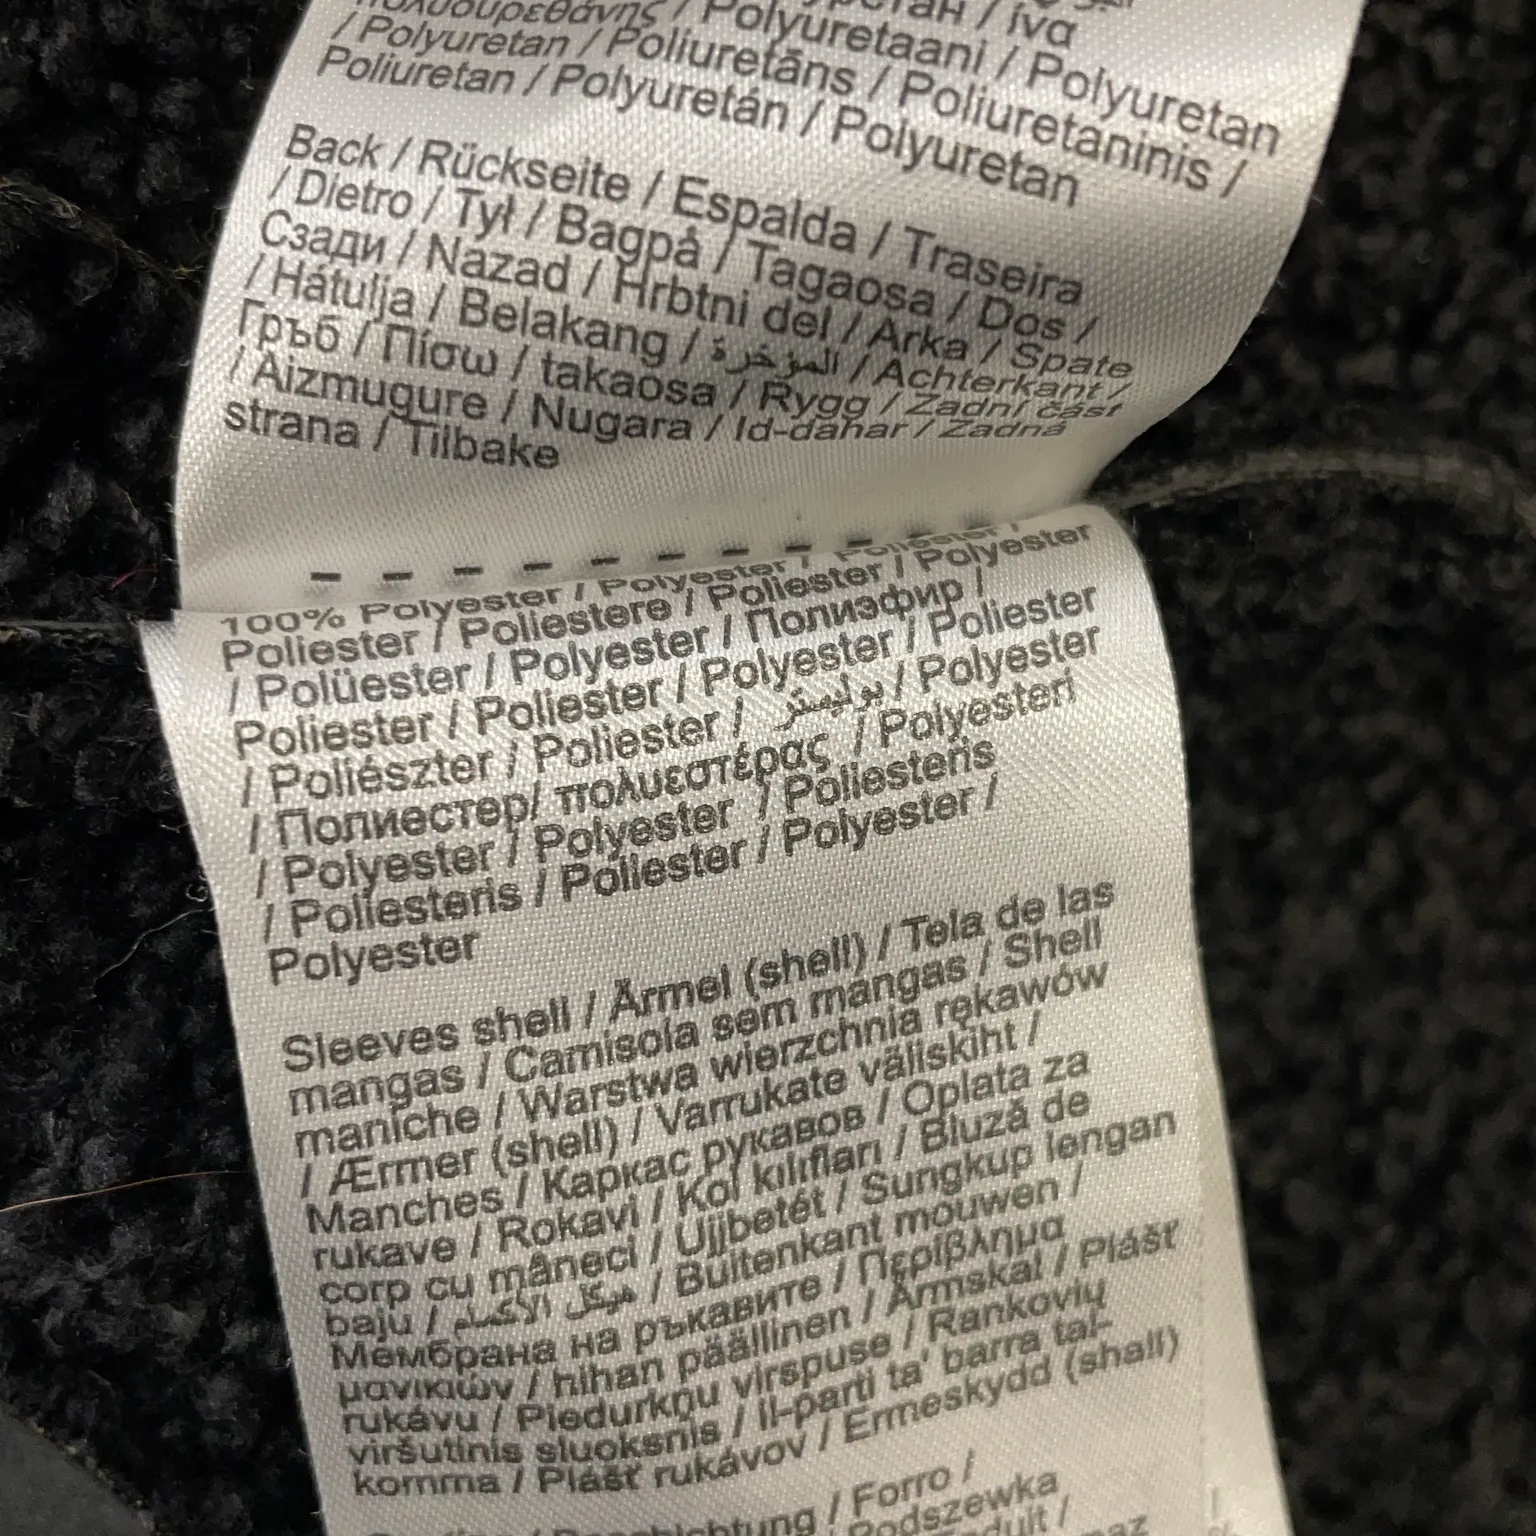 πολυουρεθάνης / Polyuretaani / Polyuretan
/ Polyuretan / Poliuretāns / Poliuretaninis /
Poliuretan / Polyuretán / Polyuretan
Back / Rückseite / Espalda / Traseira
/ Dietro / Tył / Bagpå / Tagaosa / Dos /
Сзади / Nazad / Hrbtni del / Arka / Spate
/ Hátulja / Belakang / المؤخرة / Achterkant /
Гръб / Πίσω / takaosa / Rygg / Zadní část
/ Aizmugure / Nugara / Id-dahar / Zadná
strana / Tilbake
100% Polyester / Polyester / Poliester /
Poliester / Poliestere / Poliester / Polyester
/ Polüester / Polyester / Полиэфир /
Poliester / Poliester / Polyester / Poliester
/ Poliészter / Poliester / بوليستر / Polyester
/ Полиестер/ πολυεστέρας / Polyesteri
/ Polyester / Polyester / Poliesteris
/ Poliesteris / Poliester / Polyester /
Polyester
Sleeves shell / Ärmel (shell) / Tela de las
mangas / Camisola sem mangas / Shell
maniche / Warstwa wierzchnia rękawów
/ Ærmer (shell) / Varrukate väliskiht /
Manches / Каркас рукавов / Oplata za
rukave / Rokavi / Kol kılıfları / Bluză de
corp cu mâneci / Ujjbetét / Sungkup lengan
baju / هيكل الأكمام / Buitenkant mouwen /
Мембрана на ръкавите / Περίβλημα
μανικιών / hihan päällinen / Ärmskal / Plášť
rukávu / Piedurkņu virspuse / Rankovių
viršutinis sluoksnis / Il-parti ta' barra tal-
komma / Plášť rukávov / Ermeskydd (shall)
/ Forro /
Podszewka